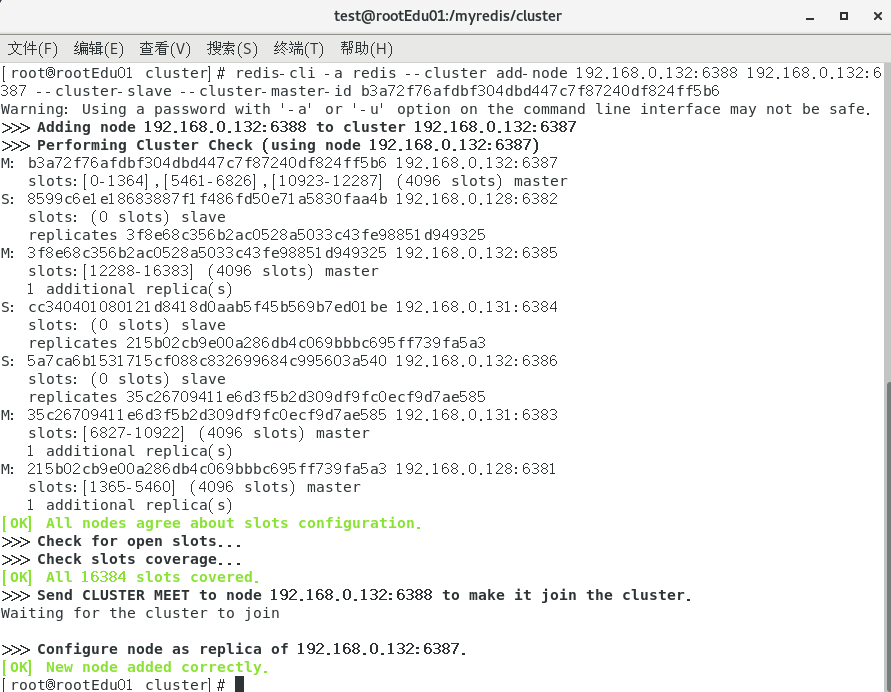 test@rootEdu01:/myredis/cluster
文件(F) 编辑(E) 查看(V) 搜索(S) 终端(T) 帮助(H)
[root@rootEdu01 cluster]# redis-cli -a redis --cluster add-node 192.168.0.132:6388 192.168.0.132:6
387 --cluster-slave --cluster-master-id b3a72f76afdbf304dbd447c7f87240df824ff5b6
Warning: Using a password with '-a' or '-u' option on the command line interface may not be safe.
>>> Adding node 192.168.0.132:6388 to cluster 192.168.0.132:6387
>>> Performing Cluster Check (using node 192.168.0.132:6387)
M: b3a72f76afdbf304dbd447c7f87240df824ff5b6 192.168.0.132:6387
   slots:[0-1364],[5461-6826],[10923-12287] (4096 slots) master
S: 8599c6e1e18683887f1f486fd50e71a5830faa4b 192.168.0.128:6382
   slots: (0 slots) slave
   replicates 3f8e68c356b2ac0528a5033c43fe98851d949325
M: 3f8e68c356b2ac0528a5033c43fe98851d949325 192.168.0.132:6385
   slots:[12288-16383] (4096 slots) master
   1 additional replica(s)
S: cc340401080121d8418d0aab5f45b569b7ed01be 192.168.0.131:6384
   slots: (0 slots) slave
   replicates 215b02cb9e00a286db4c069bbbc695ff739fa5a3
S: 5a7ca6b1531715cf088c832699684c995603a540 192.168.0.132:6386
   slots: (0 slots) slave
   replicates 35c26709411e6d3f5b2d309df9fc0ecf9d7ae585
M: 35c26709411e6d3f5b2d309df9fc0ecf9d7ae585 192.168.0.131:6383
   slots:[6827-10922] (4096 slots) master
   1 additional replica(s)
M: 215b02cb9e00a286db4c069bbbc695ff739fa5a3 192.168.0.128:6381
   slots:[1365-5460] (4096 slots) master
   1 additional replica(s)
[OK] All nodes agree about slots configuration.
>>> Check for open slots...
>>> Check slots coverage...
[OK] All 16384 slots covered.
>>> Send CLUSTER MEET to node 192.168.0.132:6388 to make it join the cluster.
Waiting for the cluster to join
>>> Configure node as replica of 192.168.0.132:6387.
[OK] New node added correctly.
[root@rootEdu01 cluster]#